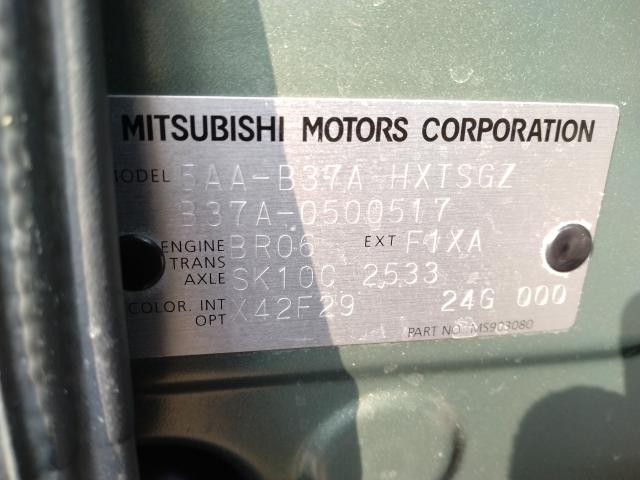 MITSUBISHI MOTORS CORPORATION
MODEL 5AA-B37A-HXTSGZ
B37A-0500517
ENGINE BR06 EXT F1XA
TRANS
AXLE SK10C 2533
COLOR. INT
OPT X42F29 24G 000
PART NO MS903080